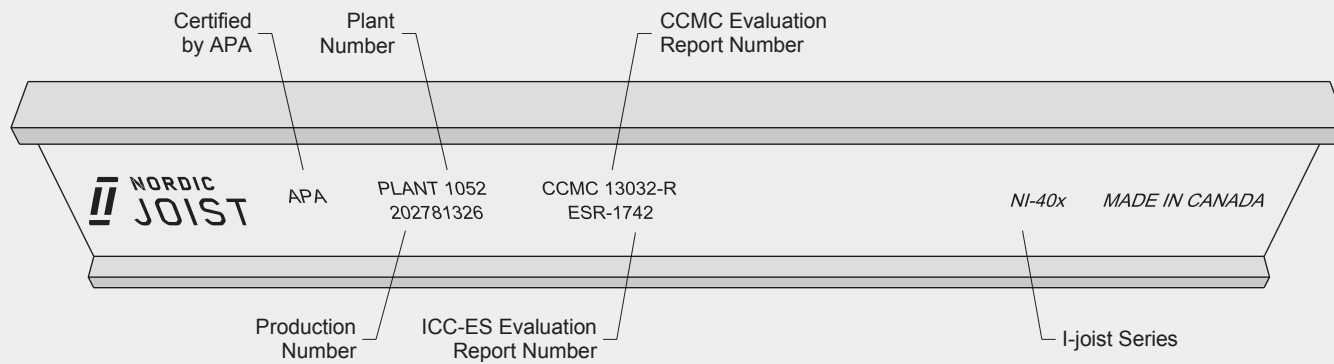 Certified
by APA
Plant
Number
CCMC Evaluation
Report Number
NORDIC
JOIST
APA
PLANT 1052
202781326
CCMC 13032-R
ESR-1742
NI-40x
MADE IN CANADA
Production
Number
ICC-ES Evaluation
Report Number
I-joist Series